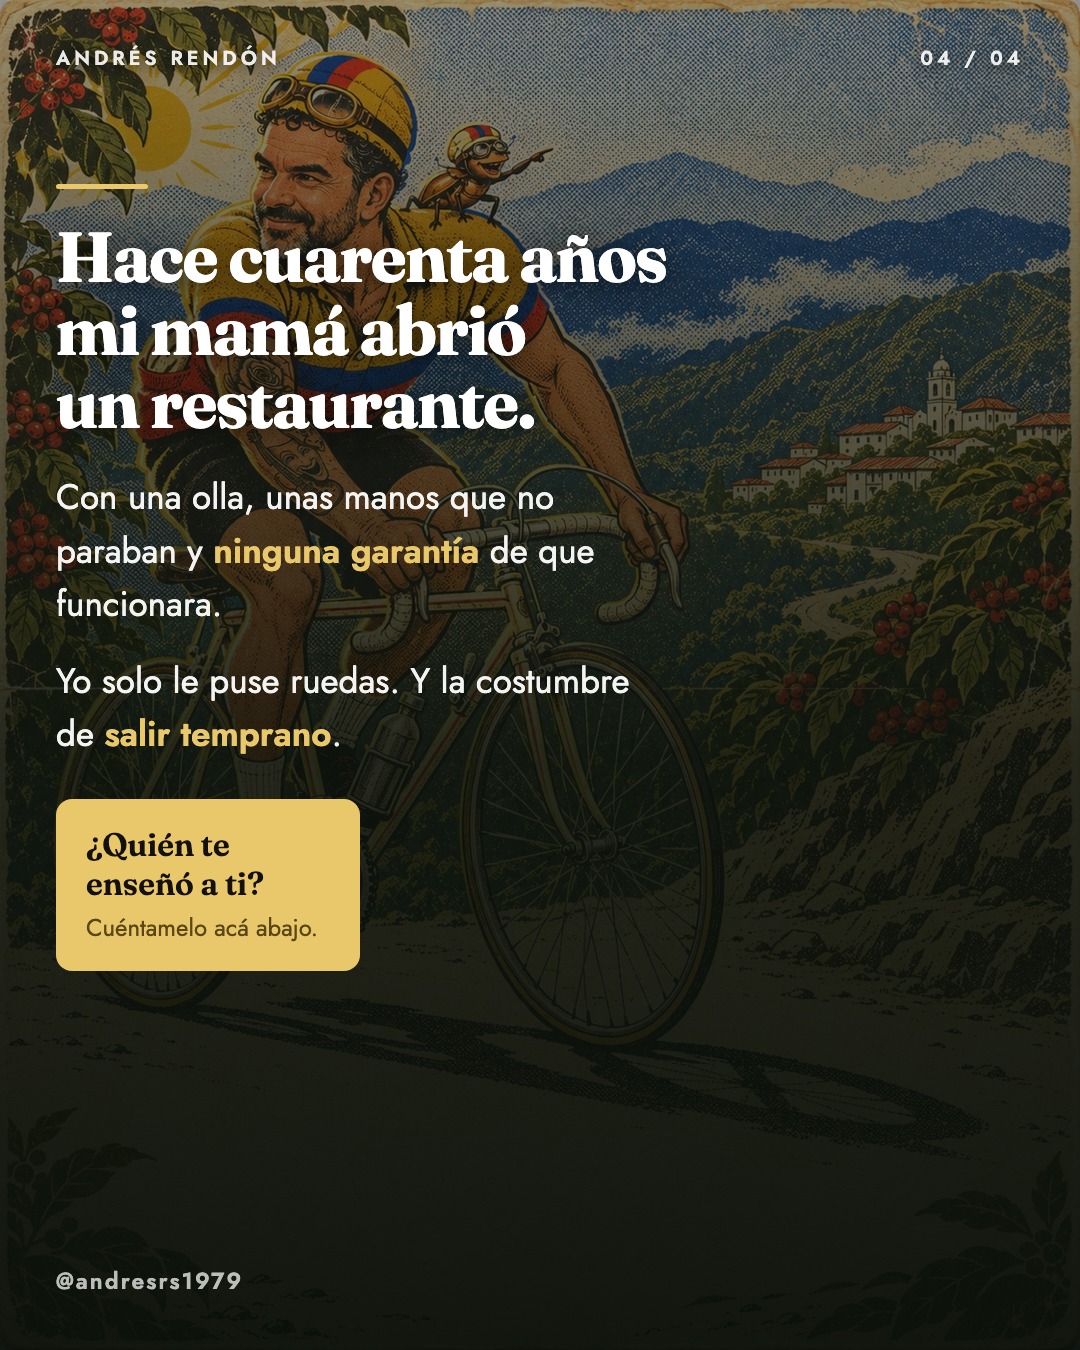 ANDRÉS RENDÓN
04 / 04
Hace cuarenta años
mi mamá abrió
un restaurante.
Con una olla, unas manos que no
paraban y ninguna garantía de que
funcionara.
Yo solo le puse ruedas. Y la costumbre
de salir temprano.
¿Quién te
enseñó a ti?
Cuéntamelo acá abajo.
@andresrs1979